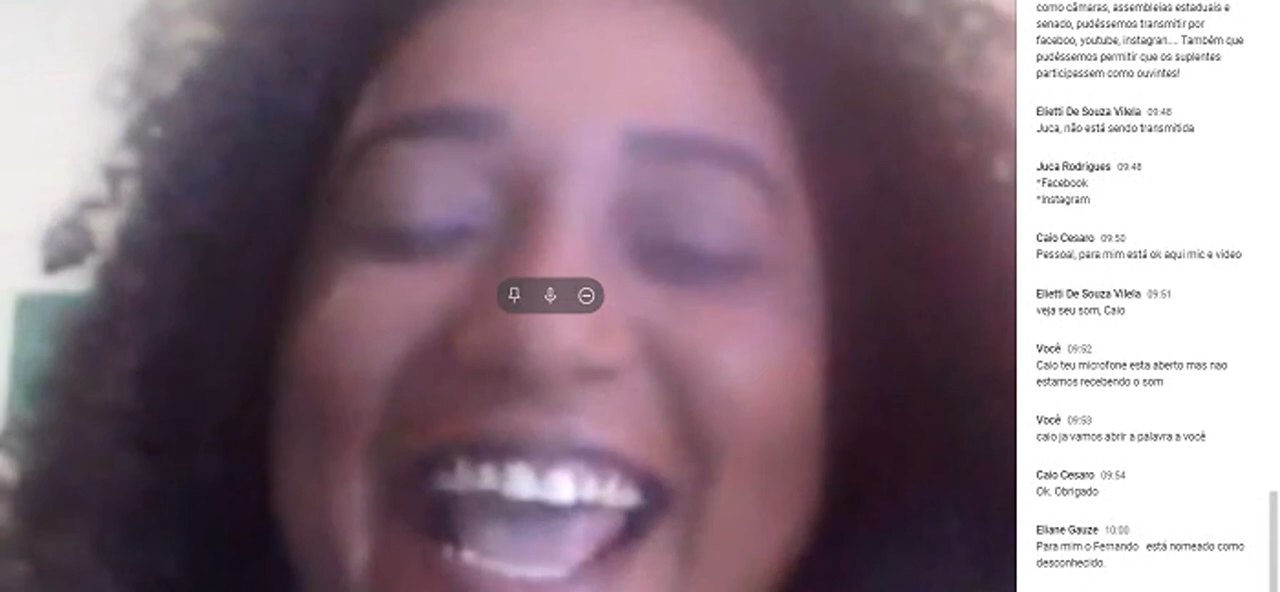 como câmaras, assembleias estaduais e
senado, pudéssemos transmitir por
faceboo, youtube, instagran.... Também que
pudéssemos permitir que os suplentes
participassem como ouvintes!
Elietti De Souza Vilela 09:48
Juca, não está sendo transmitida
Juca Rodrigues 09:48
*Facebook
*Instagram
Caio Cesaro 09:50
Pessoal, para mim está ok aqui mic e vídeo
Elietti De Souza Vilela 09:51
veja seu som, Caio
Você 09:52
Caio teu microfone esta aberto mas nao
estamos recebendo o som
Você 09:53
caio ja vamos abrir a palavra a você
Caio Cesaro 09:54
Ok. Obrigado
Eliane Gauze 10:00
Para mim o Fernando está nomeado como
desconhecido.